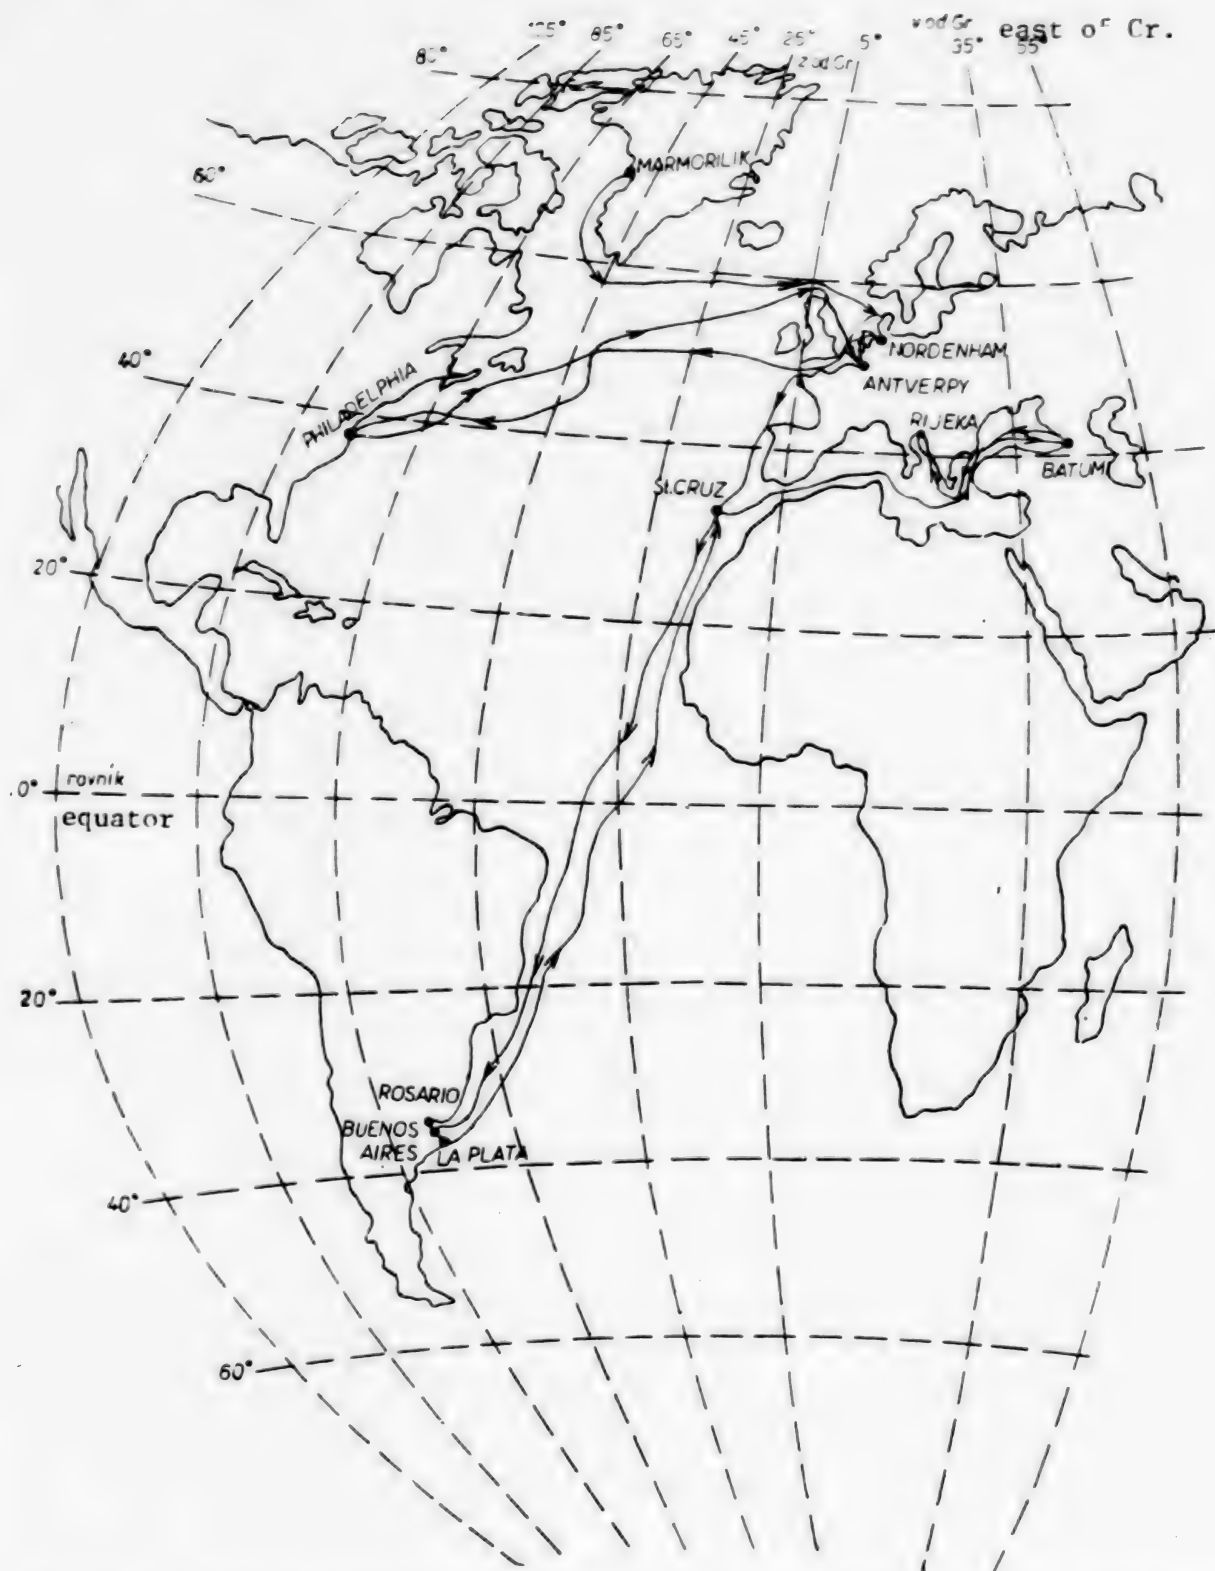 105° 85° 65° 45° 25° 5° 35° 55°
v od Gr east of Cr.
z od Gr
80°
60°
MARMORILIK
40°
PHILADELPHIA
NORDENHAM
ANTVERPY
RIJEKA
BATUMI
St.CRUZ
20°
0° rovník
equator
20°
ROSARIO
BUENOS
AIRES
LA PLATA
40°
60°